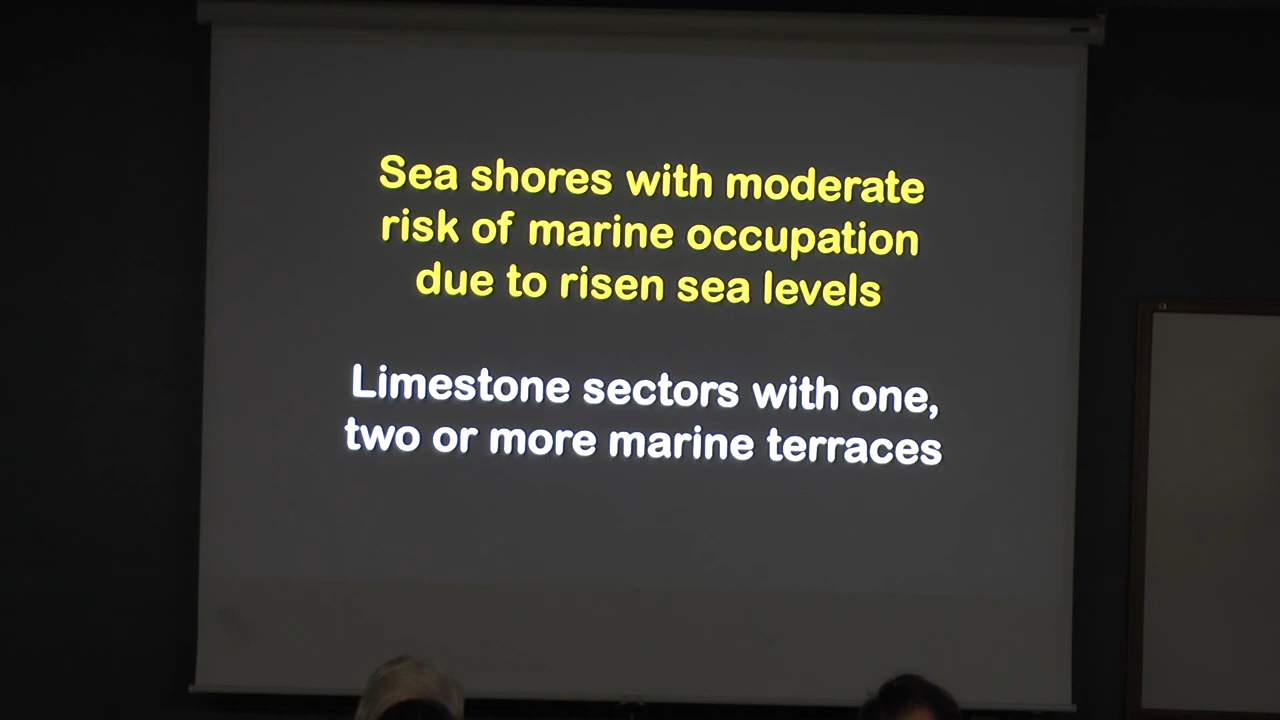 Sea shores with moderate
risk of marine occupation
due to risen sea levels
Limestone sectors with one,
two or more marine terraces